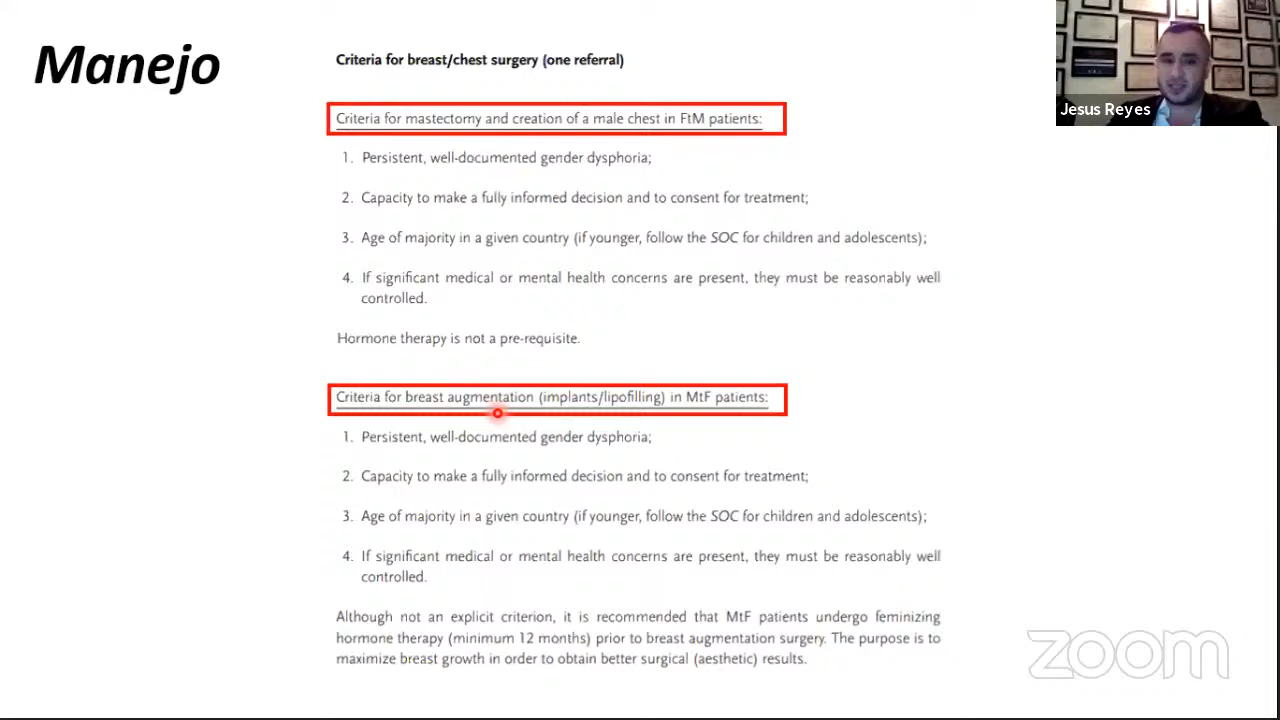 Manejo
Criteria for breast/chest surgery (one referral)
Jesus Reyes
Criteria for mastectomy and creation of a male chest in FtM patients:
1. Persistent, well-documented gender dysphoria;
2. Capacity to make a fully informed decision and to consent for treatment;
3. Age of majority in a given country (if younger, follow the SOC for children and adolescents);
4. If significant medical or mental health concerns are present, they must be reasonably well
controlled.
Hormone therapy is not a pre-requisite.
Criteria for breast augmentation (implants/lipofilling) in MtF patients:
1. Persistent, well-documented gender dysphoria;
2. Capacity to make a fully informed decision and to consent for treatment;
3. Age of majority in a given country (if younger, follow the SOC for children and adolescents);
4. If significant medical or mental health concerns are present, they must be reasonably well
controlled.
Although not an explicit criterion, it is recommended that MtF patients undergo feminizing
hormone therapy (minimum 12 months) prior to breast augmentation surgery. The purpose is to
maximize breast growth in order to obtain better surgical (aesthetic) results.
zoom